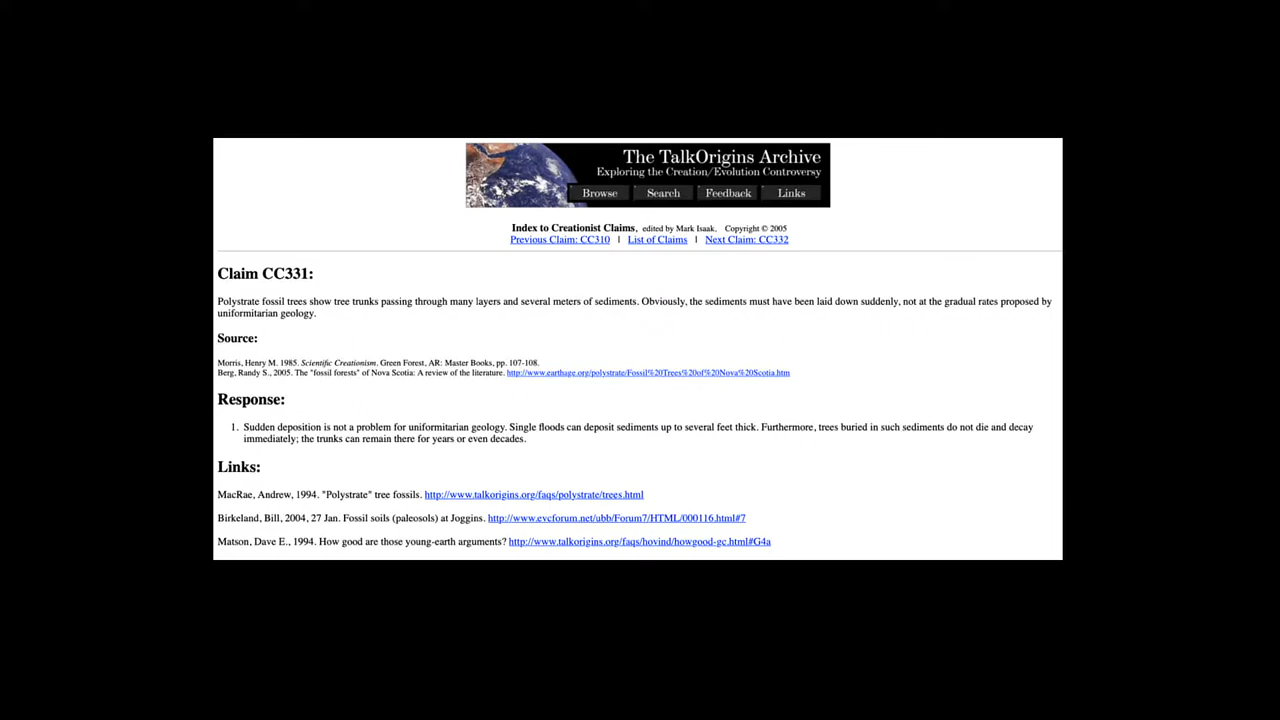 The TalkOrigins Archive
Exploring the Creation/Evolution Controversy
Browse Search Feedback Links
Index to Creationist Claims, edited by Mark Isaak, Copyright © 2005
Previous Claim: CC310 | List of Claims | Next Claim: CC332
Claim CC331:
Polystrate fossil trees show tree trunks passing through many layers and several meters of sediments. Obviously, the sediments must have been laid down suddenly, not at the gradual rates proposed by
uniformitarian geology.
Source:
Morris, Henry M. 1985. Scientific Creationism. Green Forest, AR: Master Books, pp. 107-108.
Berg, Randy S., 2005. The "fossil forests" of Nova Scotia: A review of the literature. http://www.earthage.org/polystrate/Fossil%20Trees%20of%20Nova%20Scotia.htm
Response:
1. Sudden deposition is not a problem for uniformitarian geology. Single floods can deposit sediments up to several feet thick. Furthermore, trees buried in such sediments do not die and decay
immediately; the trunks can remain there for years or even decades.
Links:
MacRae, Andrew, 1994. "Polystrate" tree fossils. http://www.talkorigins.org/faqs/polystrate/trees.html
Birkeland, Bill, 2004, 27 Jan. Fossil soils (paleosols) at Joggins. http://www.evcforum.net/ubb/Forum7/HTML/000116.html#7
Matson, Dave E., 1994. How good are those young-earth arguments? http://www.talkorigins.org/faqs/hovind/howgood-gc.html#G4a